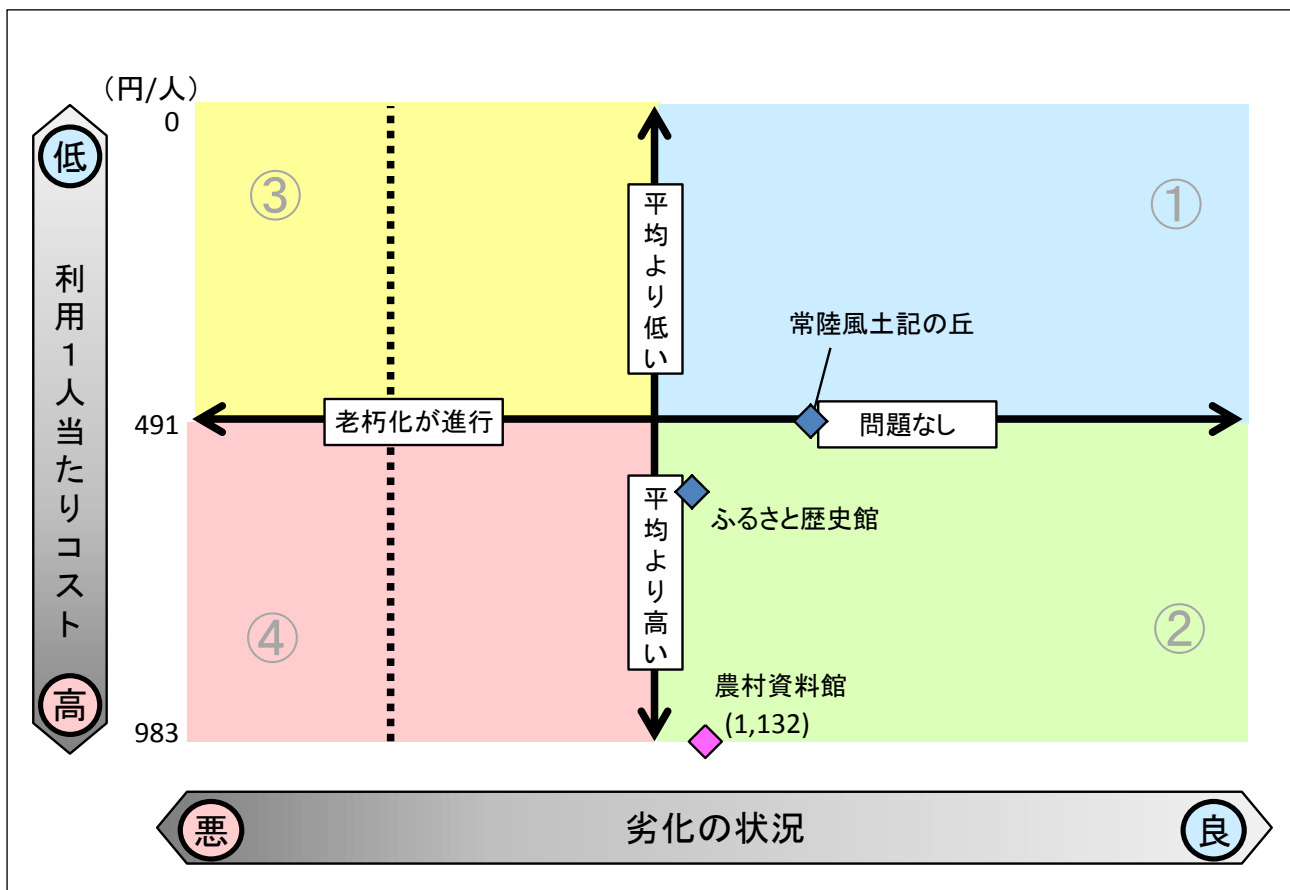 （円/人）
0
低
③
①
平均より低い
利用１人当たりコスト
常陸風土記の丘
491
老朽化が進行
問題なし
平均より高い
ふるさと歴史館
④
②
農村資料館
(1,132)
高
983
悪
劣化の状況
良